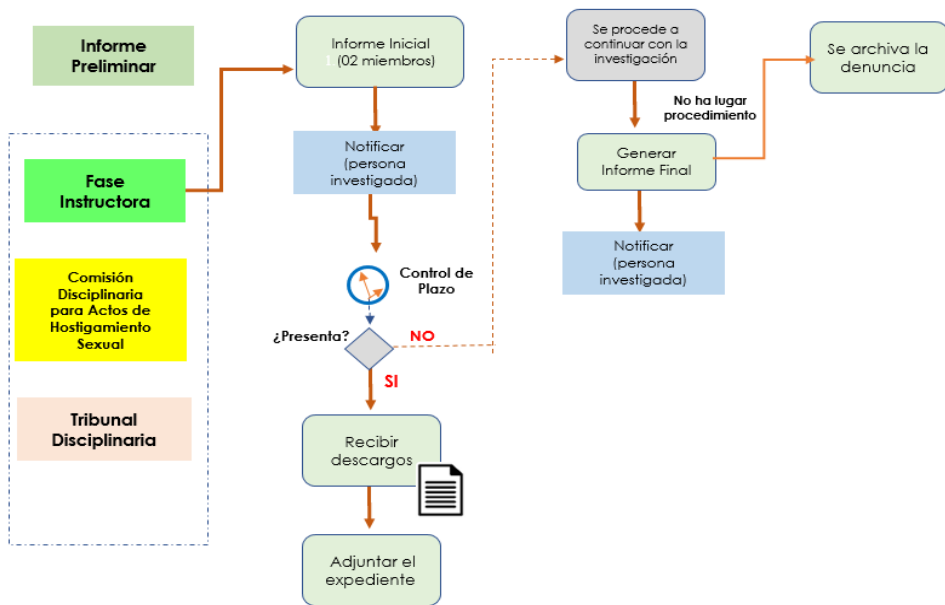 Informe
Preliminar
Fase
Instructora
Comisión
Disciplinaria
para Actos de
Hostigamiento
Sexual
Tribunal
Disciplinaria
Informe Inicial
1. (02 miembros)
Notificar
(persona
investigada)
Control de
Plazo
¿Presenta?
NO
SI
Recibir
descargos
Adjuntar el
expediente
Se procede a
continuar con la
investigación
No ha lugar
procedimiento
Generar
Informe Final
Notificar
(persona
investigada)
Se archiva la
denuncia